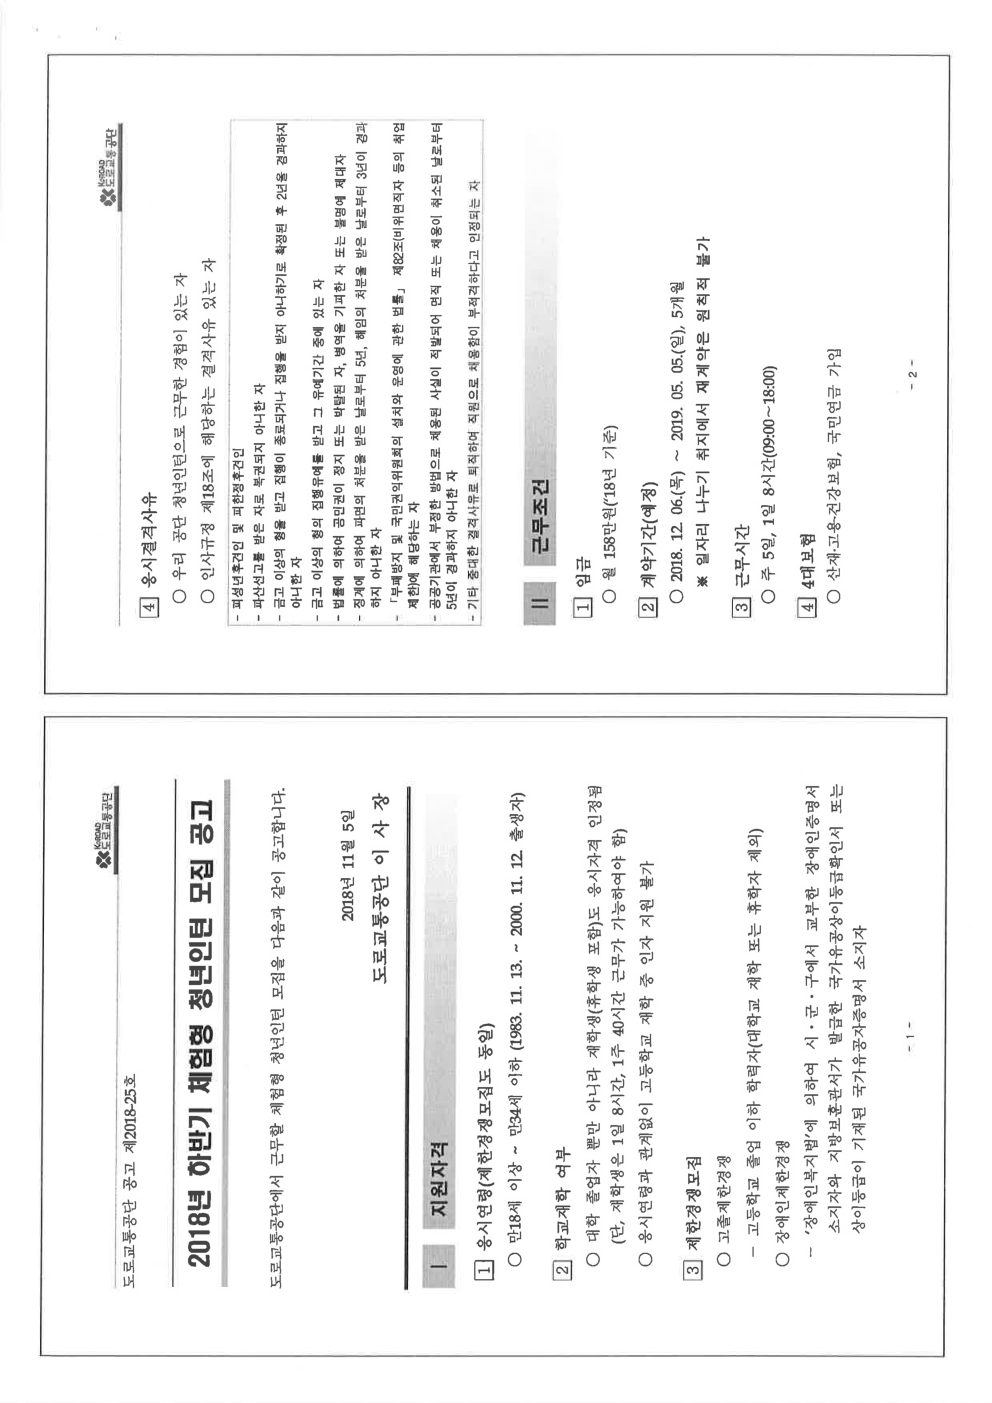 KoROAD
도로교통공단
도로교통공단 공고 제2018-25호
2018년 하반기 체험형 청년인턴 모집 공고
도로교통공단에서 근무할 체험형 청년인턴 모집을 다음과 같이 공고합니다.
2018년 11월 5일
도로교통공단 이 사 장
Ⅰ 지원자격
1 응시연령(제한경쟁모집도 동일)
○ 만18세 이상 ~ 만34세 이하 (1983. 11. 13. ~ 2000. 11. 12. 출생자)
2 학교재학 여부
○ 대학 졸업자 뿐만 아니라 재학생(휴학생 포함)도 응시자격 인정됨
(단, 재학생은 1일 8시간, 1주 40시간 근무가 가능하여야 함)
○ 응시연령과 관계없이 고등학교 재학 중 인자 지원 불가
3 제한경쟁모집
○ 고졸제한경쟁
- 고등학교 졸업 이하 학력자(대학교 재학 또는 휴학자 제외)
○ 장애인제한경쟁
- '장애인복지법'에 의하여 시·군·구에서 교부한 장애인증명서
소지자와 지방보훈관서가 발급한 국가유공상이등급확인서 또는
상이등급이 기재된 국가유공자증명서 소지자
- 1 -
KoROAD
도로교통공단
4 응시결격사유
○ 우리 공단 청년인턴으로 근무한 경험이 있는 자
○ 인사규정 제18조에 해당하는 결격사유 있는 자
- 피성년후견인 및 피한정후견인
- 파산선고를 받은 자로 복권되지 아니한 자
- 금고 이상의 형을 받고 집행이 종료되거나 집행을 받지 아니하기로 확정된 후 2년을 경과하지
아니한 자
- 금고 이상의 형의 집행유예를 받고 그 유예기간 중에 있는 자
- 법률에 의하여 공민권이 정지 또는 박탈된 자, 병역을 기피한 자 또는 불명예 제대자
- 징계에 의하여 파면의 처분을 받은 날로부터 5년, 해임의 처분을 받은 날로부터 3년이 경과
하지 아니한 자
- 「부패방지 및 국민권익위원회의 설치와 운영에 관한 법률」 제82조(비위면직자 등의 취업
제한)에 해당하는 자
- 공공기관에서 부정한 방법으로 채용된 사실이 적발되어 면직 또는 채용이 취소된 날로부터
5년이 경과하지 아니한 자
- 기타 중대한 결격사유로 퇴직하여 직원으로 채용함이 부적격하다고 인정되는 자
Ⅱ 근무조건
1 임금
○ 월 158만원('18년 기준)
2 계약기간(예정)
○ 2018. 12. 06.(목) ~ 2019. 05. 05.(일), 5개월
※ 일자리 나누기 취지에서 재계약은 원칙적 불가
3 근무시간
○ 주 5일, 1일 8시간(09:00~18:00)
4 4대보험
○ 산재·고용·건강보험, 국민연금 가입
- 2 -